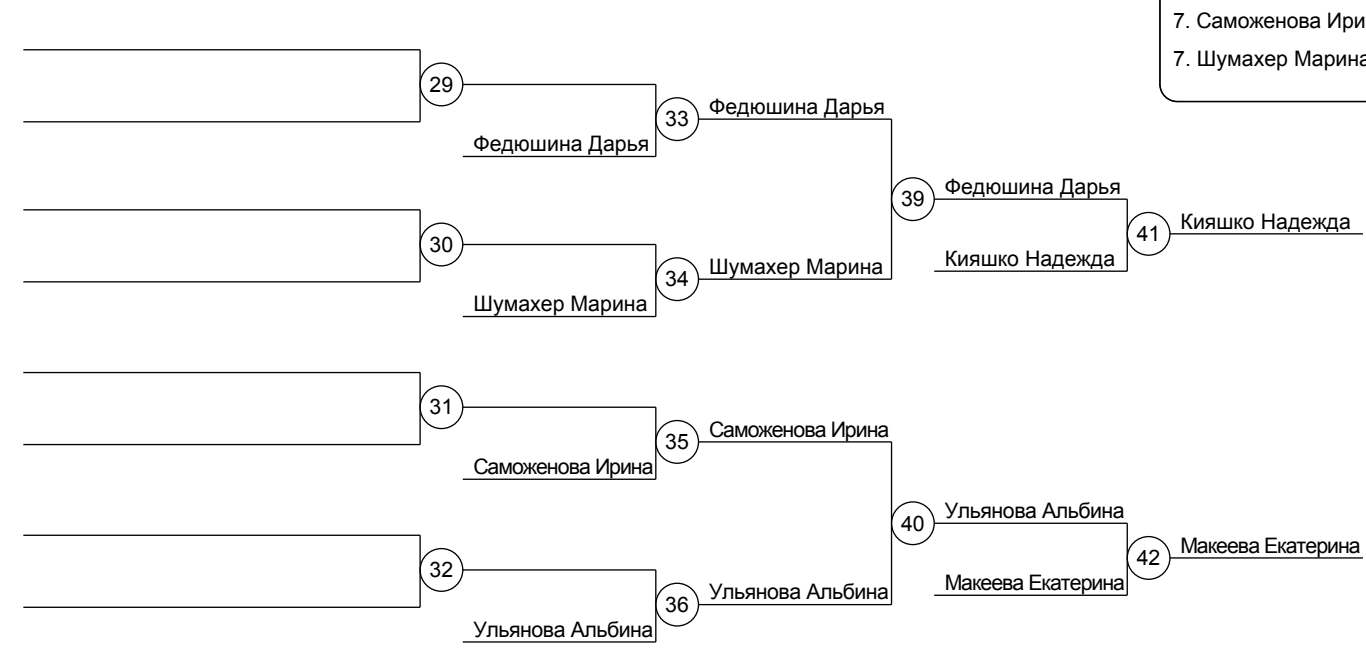 7. Саможенова Ири
7. Шумахер Марина
29
33 Федюшина Дарья
Федюшина Дарья
39 Федюшина Дарья
30
41 Кияшко Надежда
Кияшко Надежда
34 Шумахер Марина
Шумахер Марина
31
35 Саможенова Ирина
Саможенова Ирина
40 Ульянова Альбина
32
42 Макеева Екатерина
Макеева Екатерина
36 Ульянова Альбина
Ульянова Альбина